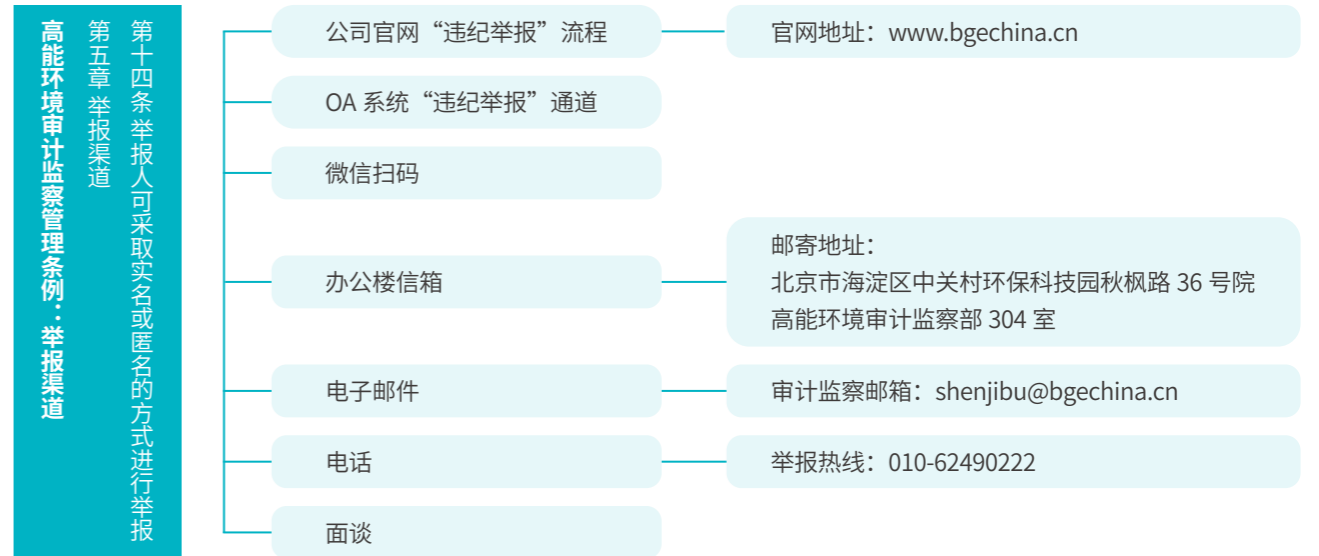 高能环境审计监察管理条例：举报渠道
第五章 举报渠道
第十四条 举报人可采取实名或匿名的方式进行举报
公司官网“违纪举报”流程
官网地址：www.bgechina.cn
OA 系统“违纪举报”通道
微信扫码
办公楼信箱
邮寄地址：
北京市海淀区中关村环保科技园秋枫路 36 号院
高能环境审计监察部 304 室
电子邮件
审计监察邮箱：shenjibu@bgechina.cn
电话
举报热线：010-62490222
面谈